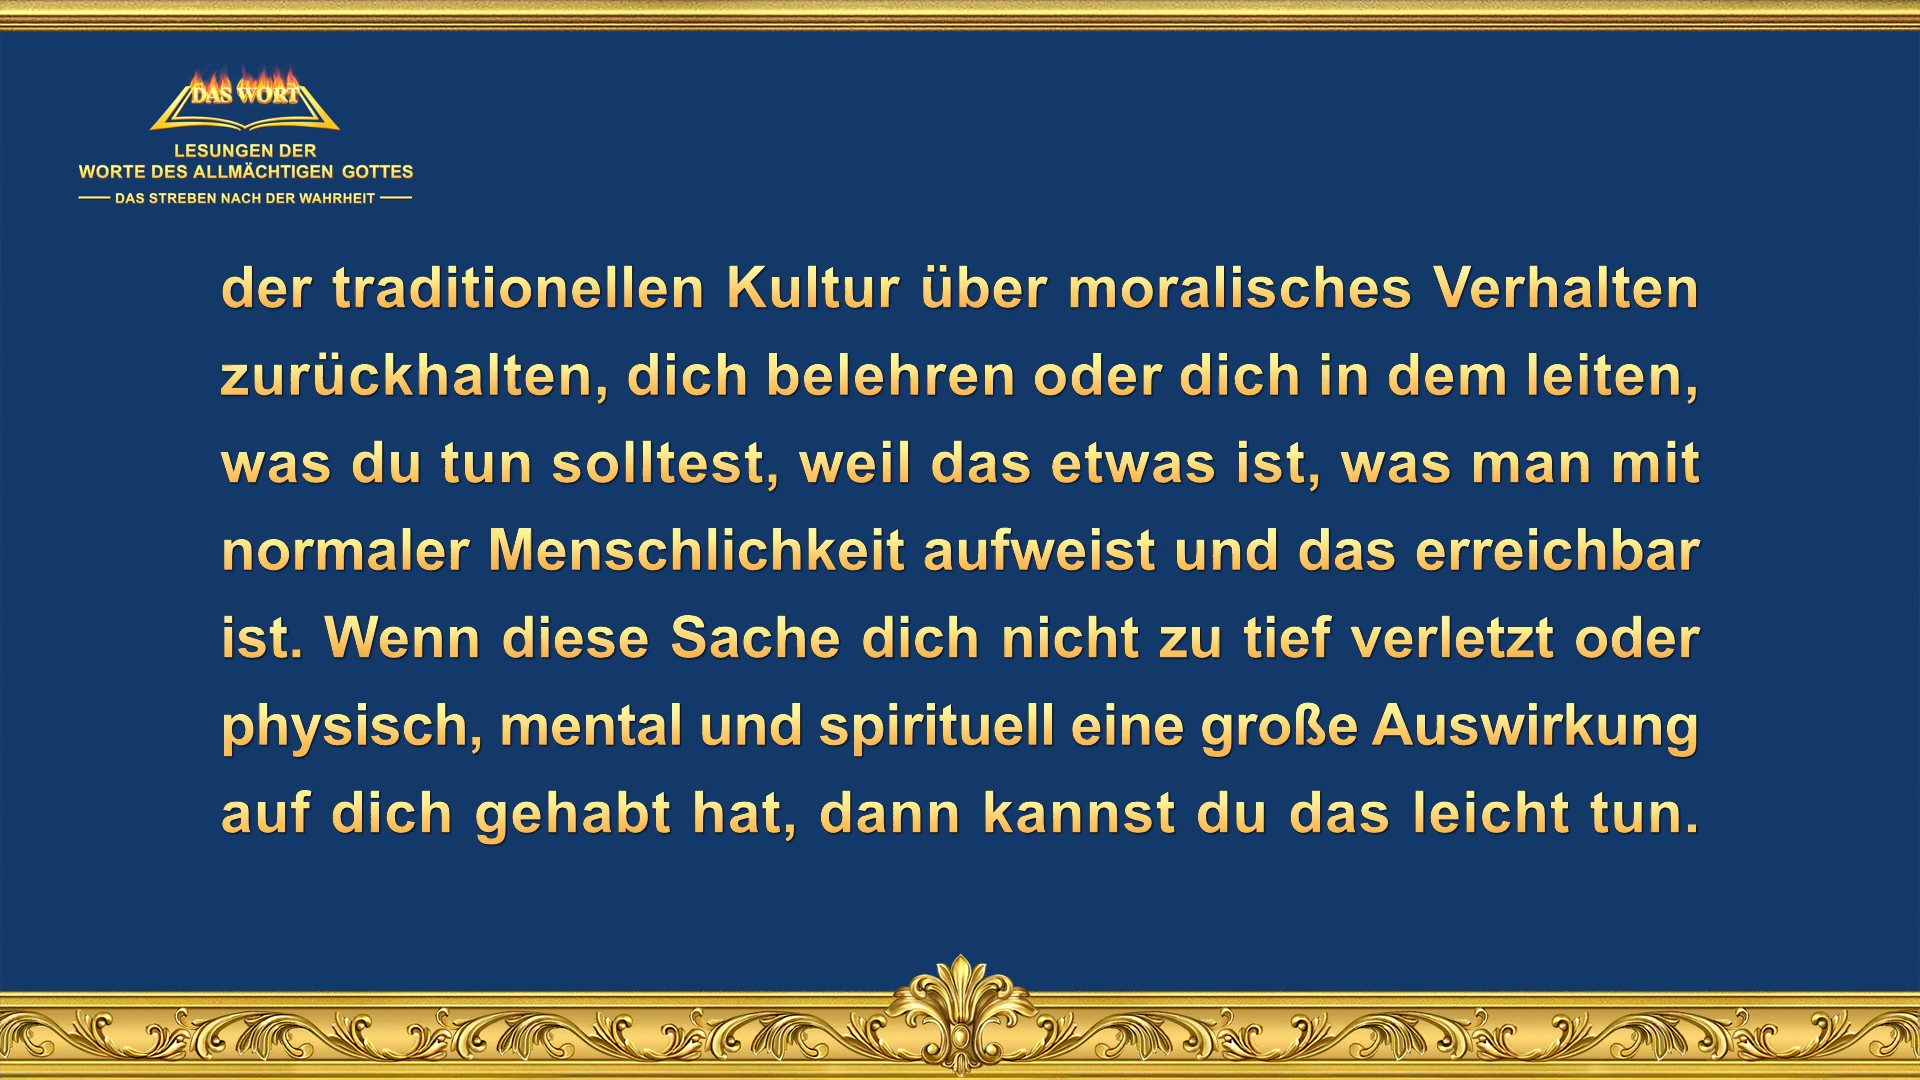 DAS WORT
LESUNGEN DER
WORTE DES ALLMÄCHTIGEN GOTTES
DAS STREBEN NACH DER WAHRHEIT
der traditionellen Kultur über moralisches Verhalten
zurückhalten, dich belehren oder dich in dem leiten,
was du tun solltest, weil das etwas ist, was man mit
normaler Menschlichkeit aufweist und das erreichbar
ist. Wenn diese Sache dich nicht zu tief verletzt oder
physisch, mental und spirituell eine große Auswirkung
auf dich gehabt hat, dann kannst du das leicht tun.